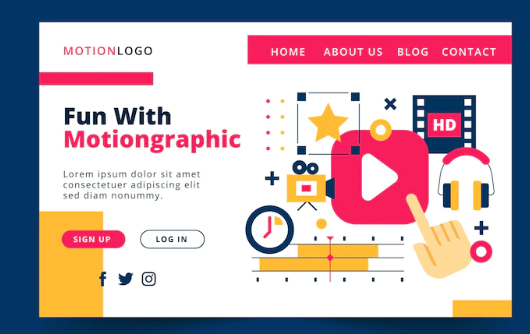 MOTIONLOGO
HOME ABOUT US BLOG CONTACT
Fun With
Motiongraphic
Lorem ipsum dolor sit amet
consectetuer adipiscing elit
sed diam nonummy.
SIGN UP LOG IN
HD